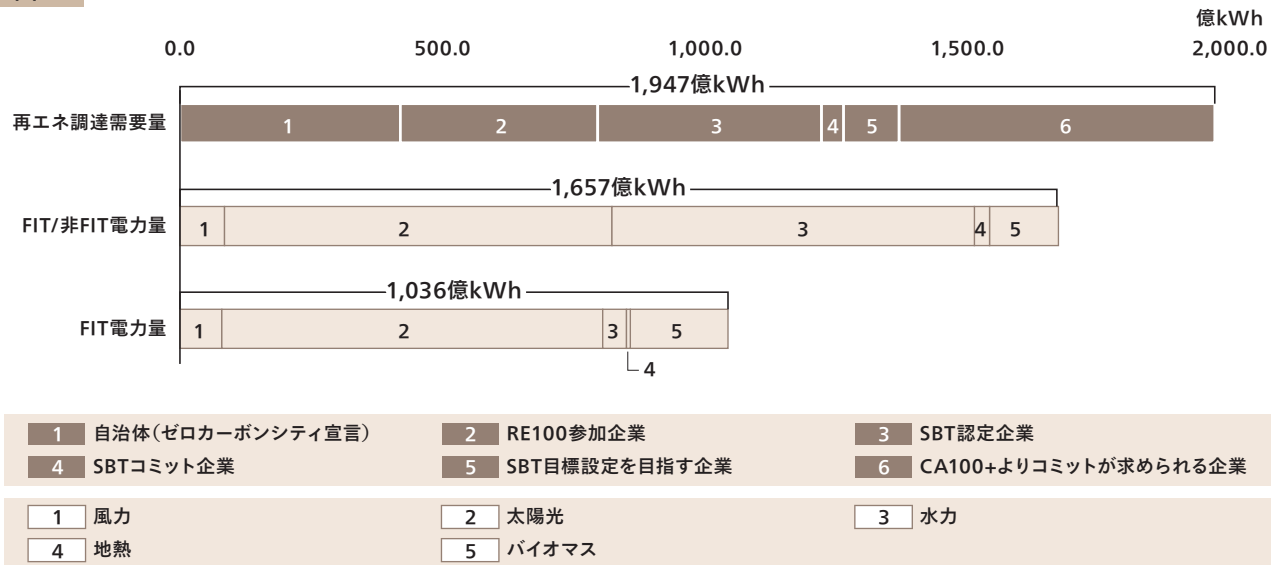 億kWh
0.0 500.0 1,000.0 1,500.0 2,000.0
1,947億kWh
再エネ調達需要量 1 2 3 4 5 6
1,657億kWh
FIT/非FIT電力量 1 2 3 4 5
1,036億kWh
FIT電力量 1 2 3 5
4
1 自治体(ゼロカーボンシティ宣言) 2 RE100参加企業 3 SBT認定企業
4 SBTコミット企業 5 SBT目標設定を目指す企業 6 CA100+よりコミットが求められる企業
1 風力 2 太陽光 3 水力
4 地熱 5 バイオマス